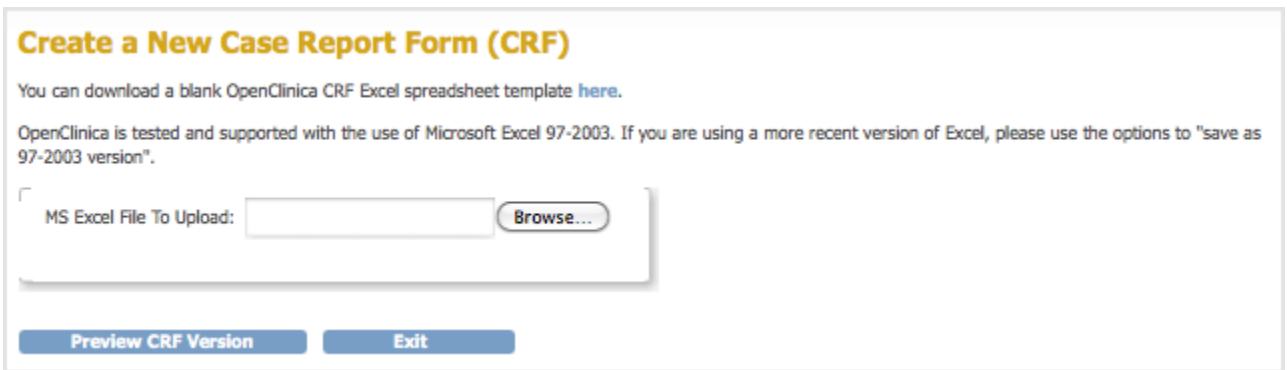 Create a New Case Report Form (CRF)
You can download a blank OpenClinica CRF Excel spreadsheet template here.
OpenClinica is tested and supported with the use of Microsoft Excel 97-2003. If you are using a more recent version of Excel, please use the options to "save as
97-2003 version".
MS Excel File To Upload: Browse...
Preview CRF Version Exit